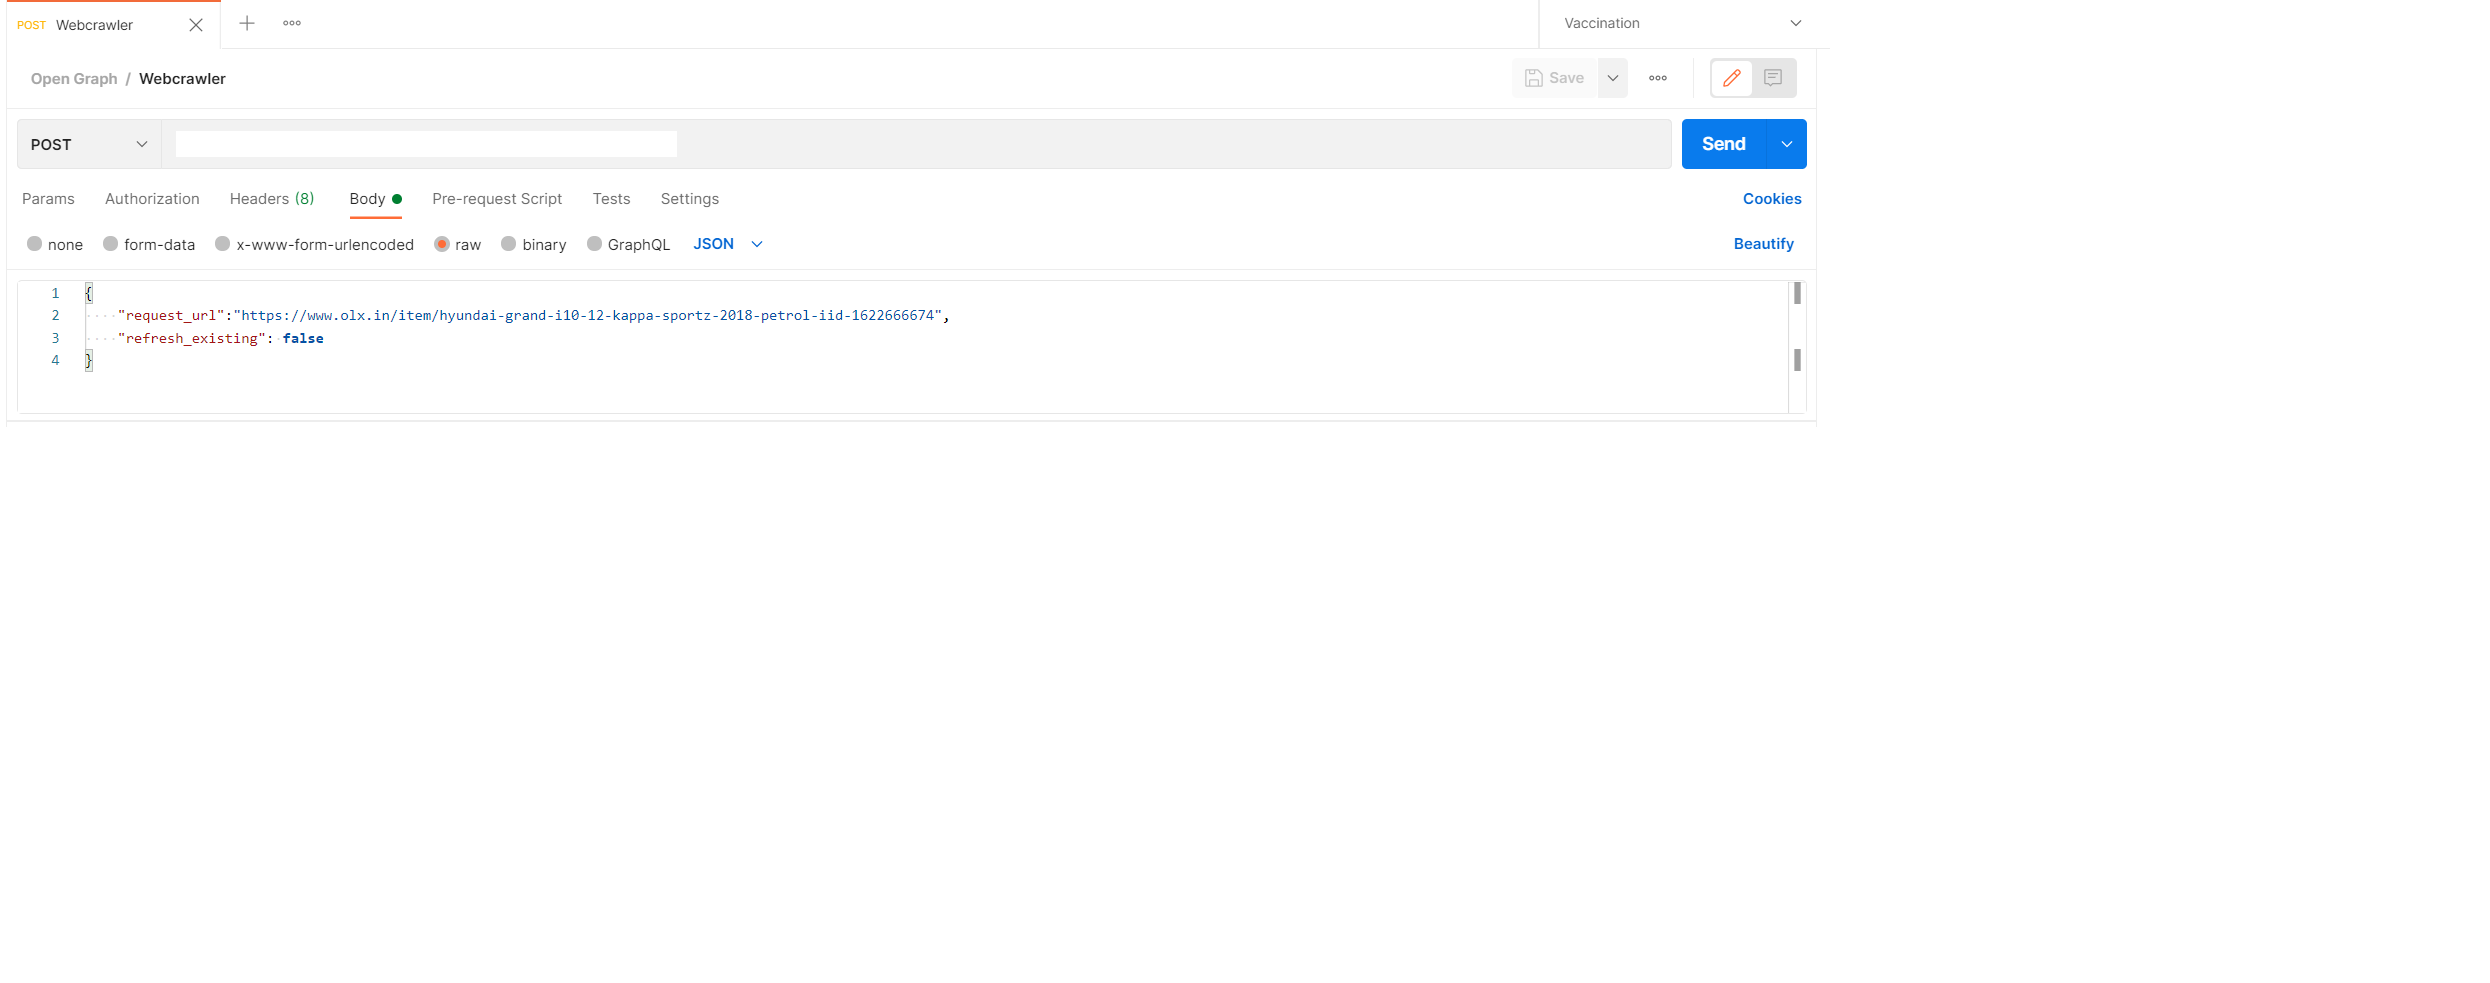 POST Webcrawler Vaccination
Open Graph / Webcrawler Save
POST Send
Params Authorization Headers (8) Body Pre-request Script Tests Settings Cookies
none form-data x-www-form-urlencoded raw binary GraphQL JSON Beautify
1 {
2 "request_url":"https://www.olx.in/item/hyundai-grand-i10-12-kappa-sportz-2018-petrol-iid-1622666674",
3 "refresh_existing": false
4 }